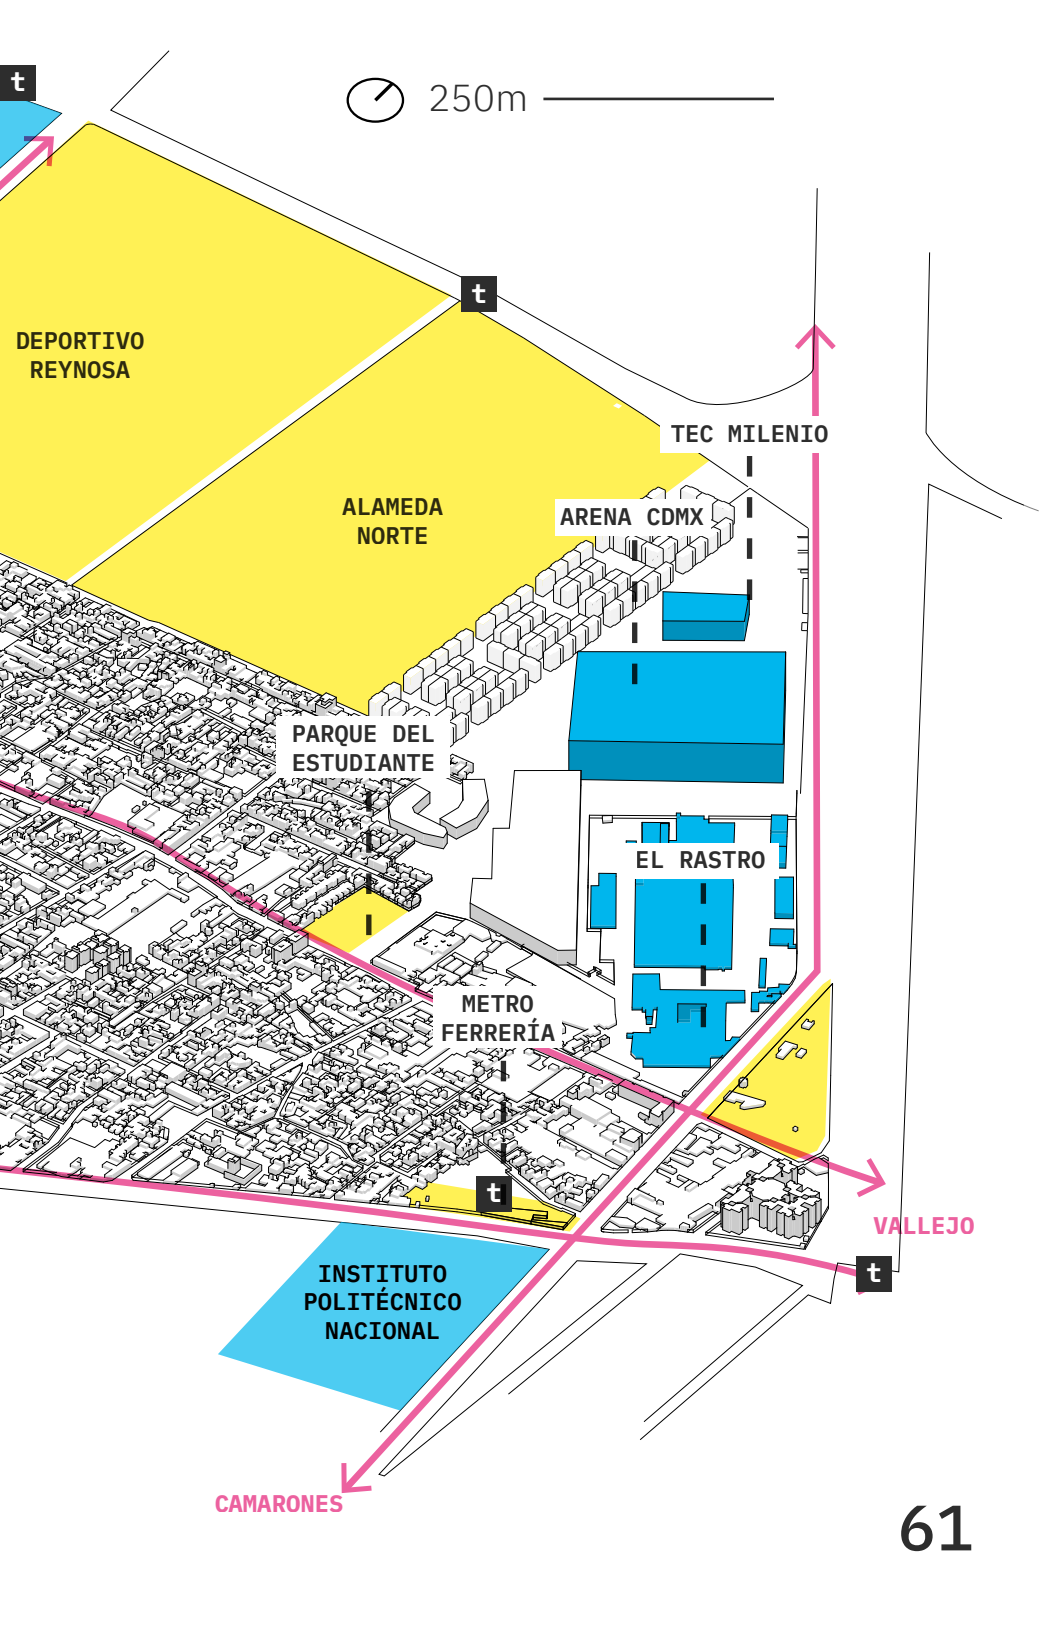 t
250m
t
DEPORTIVO
REYNOSA
TEC MILENIO
ALAMEDA
NORTE
ARENA CDMX
PARQUE DEL
ESTUDIANTE
EL RASTRO
METRO
FERRERÍA
t
VALLEJO
t
INSTITUTO
POLITÉCNICO
NACIONAL
CAMARONES
61